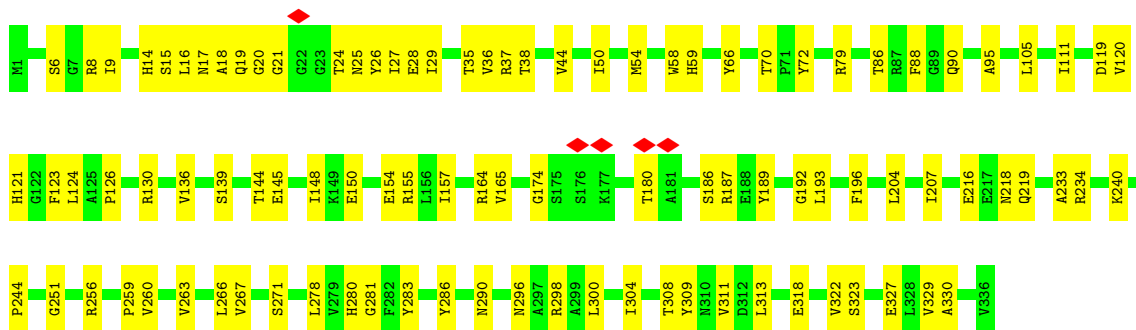 M1 S6 G7 R8 I9 H14 S15 L16 N17 A18 Q19 G20 G21 G22 G23 T24 N25 Y26 I27 E28 I29 T35 V36 R37 T38 V44 I50 M54 W58 H59 Y66 T70 P71 Y72 R79 T86 R87 F88 G89 Q90 A95 L105 I111 D119 V120
H121 G122 F123 L124 A125 P126 R130 V136 S139 T144 E145 I148 K149 E150 E154 R155 L156 I157 R164 V165 G174 S175 S176 K177 T180 A181 S186 R187 E188 Y189 G192 L193 F196 L204 I207 E216 E217 N218 Q219 A233 R234 K240
P244 G251 R256 P259 V260 V263 L266 V267 S271 L278 V279 H280 G281 F282 Y283 Y286 N290 N296 A297 R298 A299 L300 I304 T308 Y309 N310 V311 D312 L313 E318 V322 S323 E327 L328 V329 A330 V336